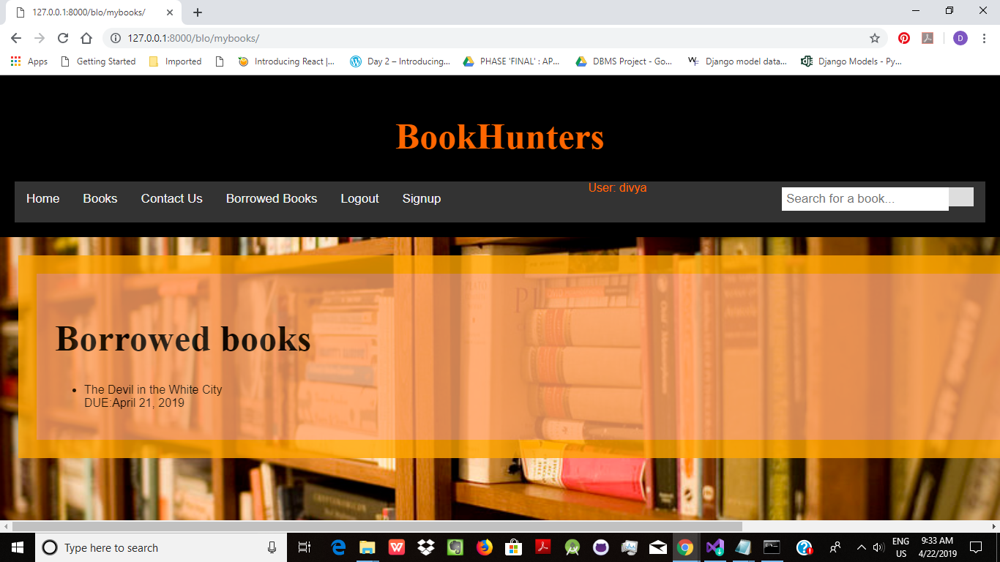 127.0.0.1:8000/blo/mybooks/
127.0.0.1:8000/blo/mybooks/
D
Apps
Getting Started
Imported
Introducing React |...
Day 2 – Introducing...
PHASE 'FINAL' : AP...
DBMS Project - Go...
Django model data...
Django Models - Py...
BookHunters
Home
Books
Contact Us
Borrowed Books
Logout
Signup
User: divya
Search for a book...
Borrowed books
• The Devil in the White City
DUE:April 21, 2019
Type here to search
ENG
US
9:33 AM
4/22/2019